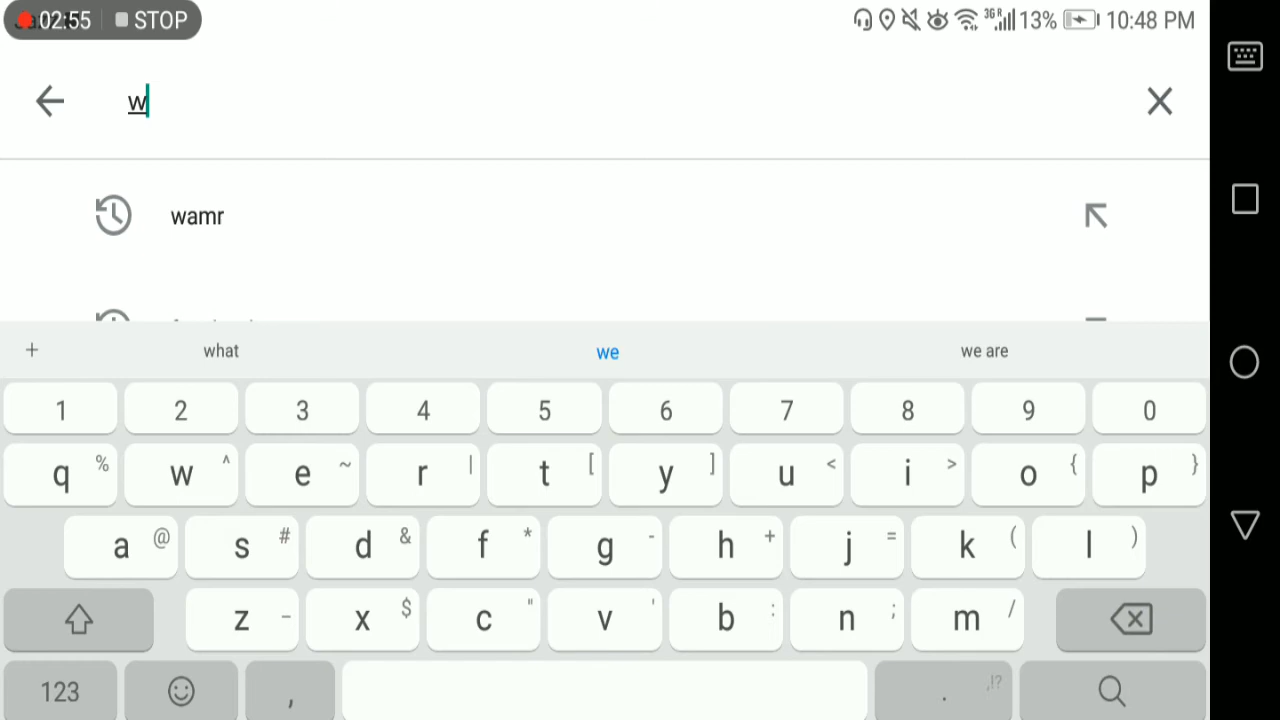 02:55 STOP 3G R 13% 10:48 PM
w
wamr
+ what we we are
1 2 3 4 5 6 7 8 9 0
q % w ^ e ~ r | t [ y ] u < i > o { p }
a @ s # d & f * g - h + j = k ( l )
z _ x $ c " v ' b : n ; m /
123 , . ,!?